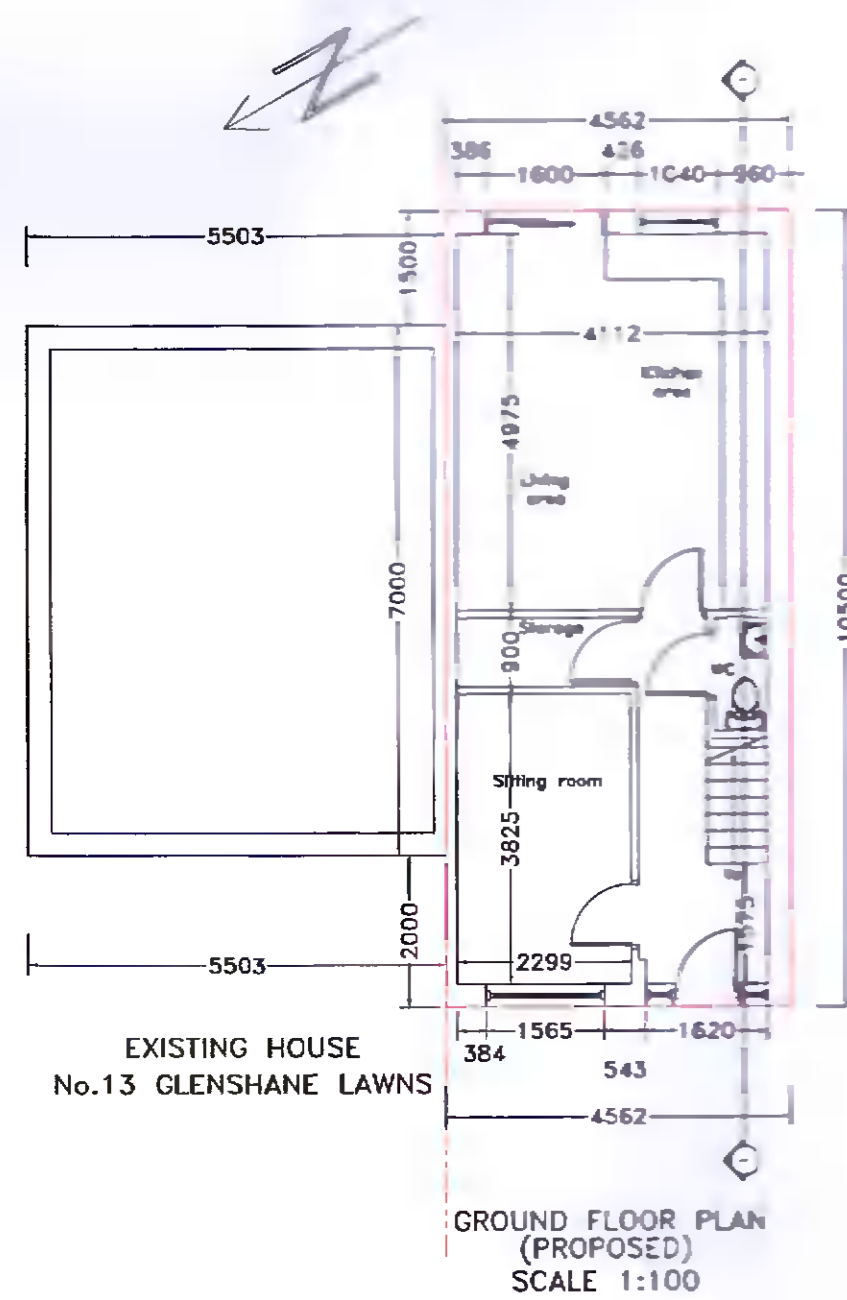 4562
386
426
1600
1040
960
5503
1500
4112
Kitchen
area
4975
Living
area
7000
10500
Storage
900
WC
Sitting room
3825
1575
2299
2000
5503
1565
1620
384
543
4562
EXISTING HOUSE
No.13 GLENSHANE LAWNS
GROUND FLOOR PLAN
(PROPOSED)
SCALE 1:100